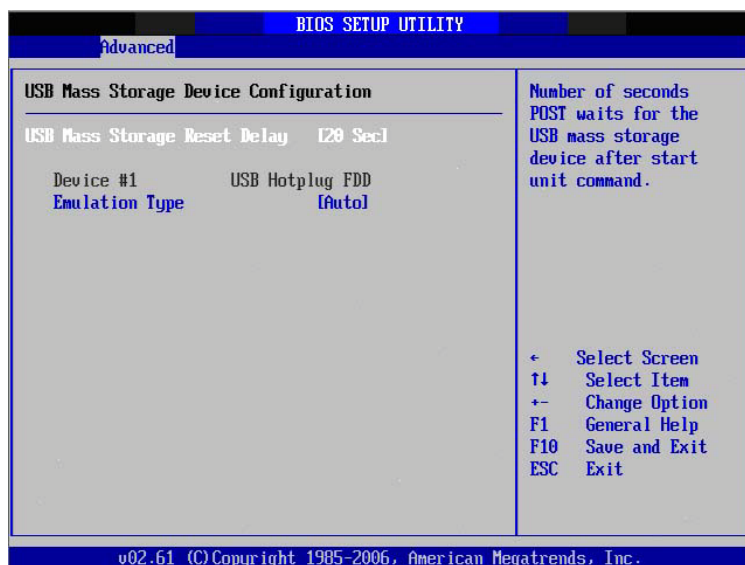 BIOS SETUP UTILITY
Advanced
USB Mass Storage Device Configuration
USB Mass Storage Reset Delay [20 Sec]
Device #1 USB Hotplug FDD
Emulation Type [Auto]
Number of seconds
POST waits for the
USB mass storage
device after start
unit command.
← Select Screen
↑↓ Select Item
+- Change Option
F1 General Help
F10 Save and Exit
ESC Exit
v02.61 (C)Copyright 1985-2006, American Megatrends, Inc.